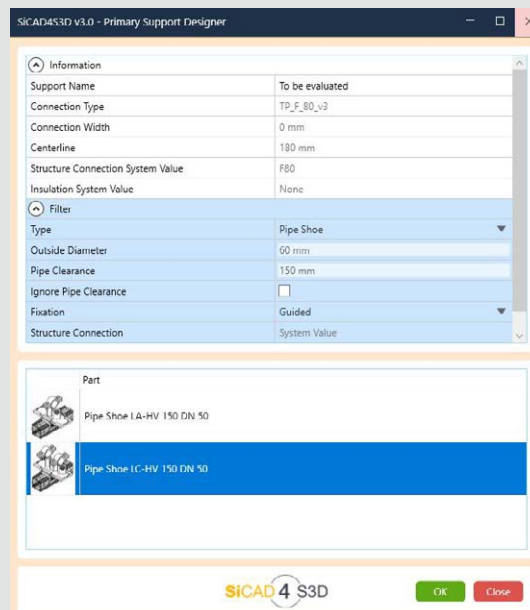 SiCAD4S3D v3.0 - Primary Support Designer
Information
Support Name To be evaluated
Connection Type TP_F_80_v3
Connection Width 0 mm
Centerline 180 mm
Structure Connection System Value F80
Insulation System Value None
Filter
Type Pipe Shoe
Outside Diameter 60 mm
Pipe Clearance 150 mm
Ignore Pipe Clearance
Fixation Guided
Structure Connection System Value
Part
Pipe Shoe LA-HV 150 DN 50
Pipe Shoe LC-HV 150 DN 50
SiCAD 4 S3D OK Close